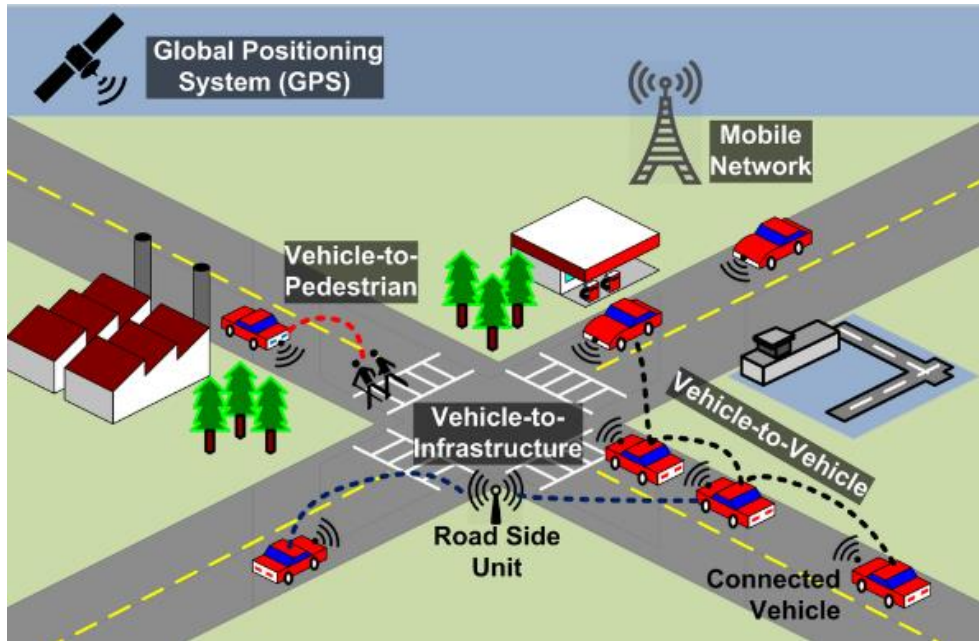 Global Positioning
System (GPS)
Mobile
Network
Vehicle-to-
Pedestrian
Vehicle-to-
Infrastructure
Vehicle-to-Vehicle
Road Side
Unit
Connected
Vehicle